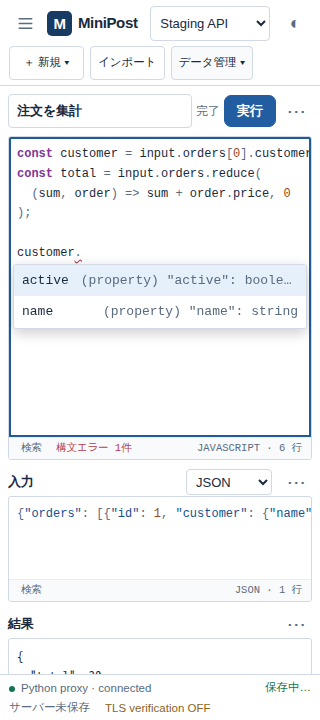 M MiniPost Staging API
+ 新規 ▾ インポート データ管理 ▾
注文を集計 完了 実行 ...
const customer = input.orders[0].customer
const total = input.orders.reduce(
(sum, order) => sum + order.price, 0
);
customer.
active (property) "active": boole…
name (property) "name": string
検索 構文エラー 1件 JAVASCRIPT · 6 行
入力 JSON ...
{"orders": [{"id": 1, "customer": {"name"
検索 JSON · 1 行
結果 ...
{
Python proxy · connected 保存中…
サーバー未保存 TLS verification OFF